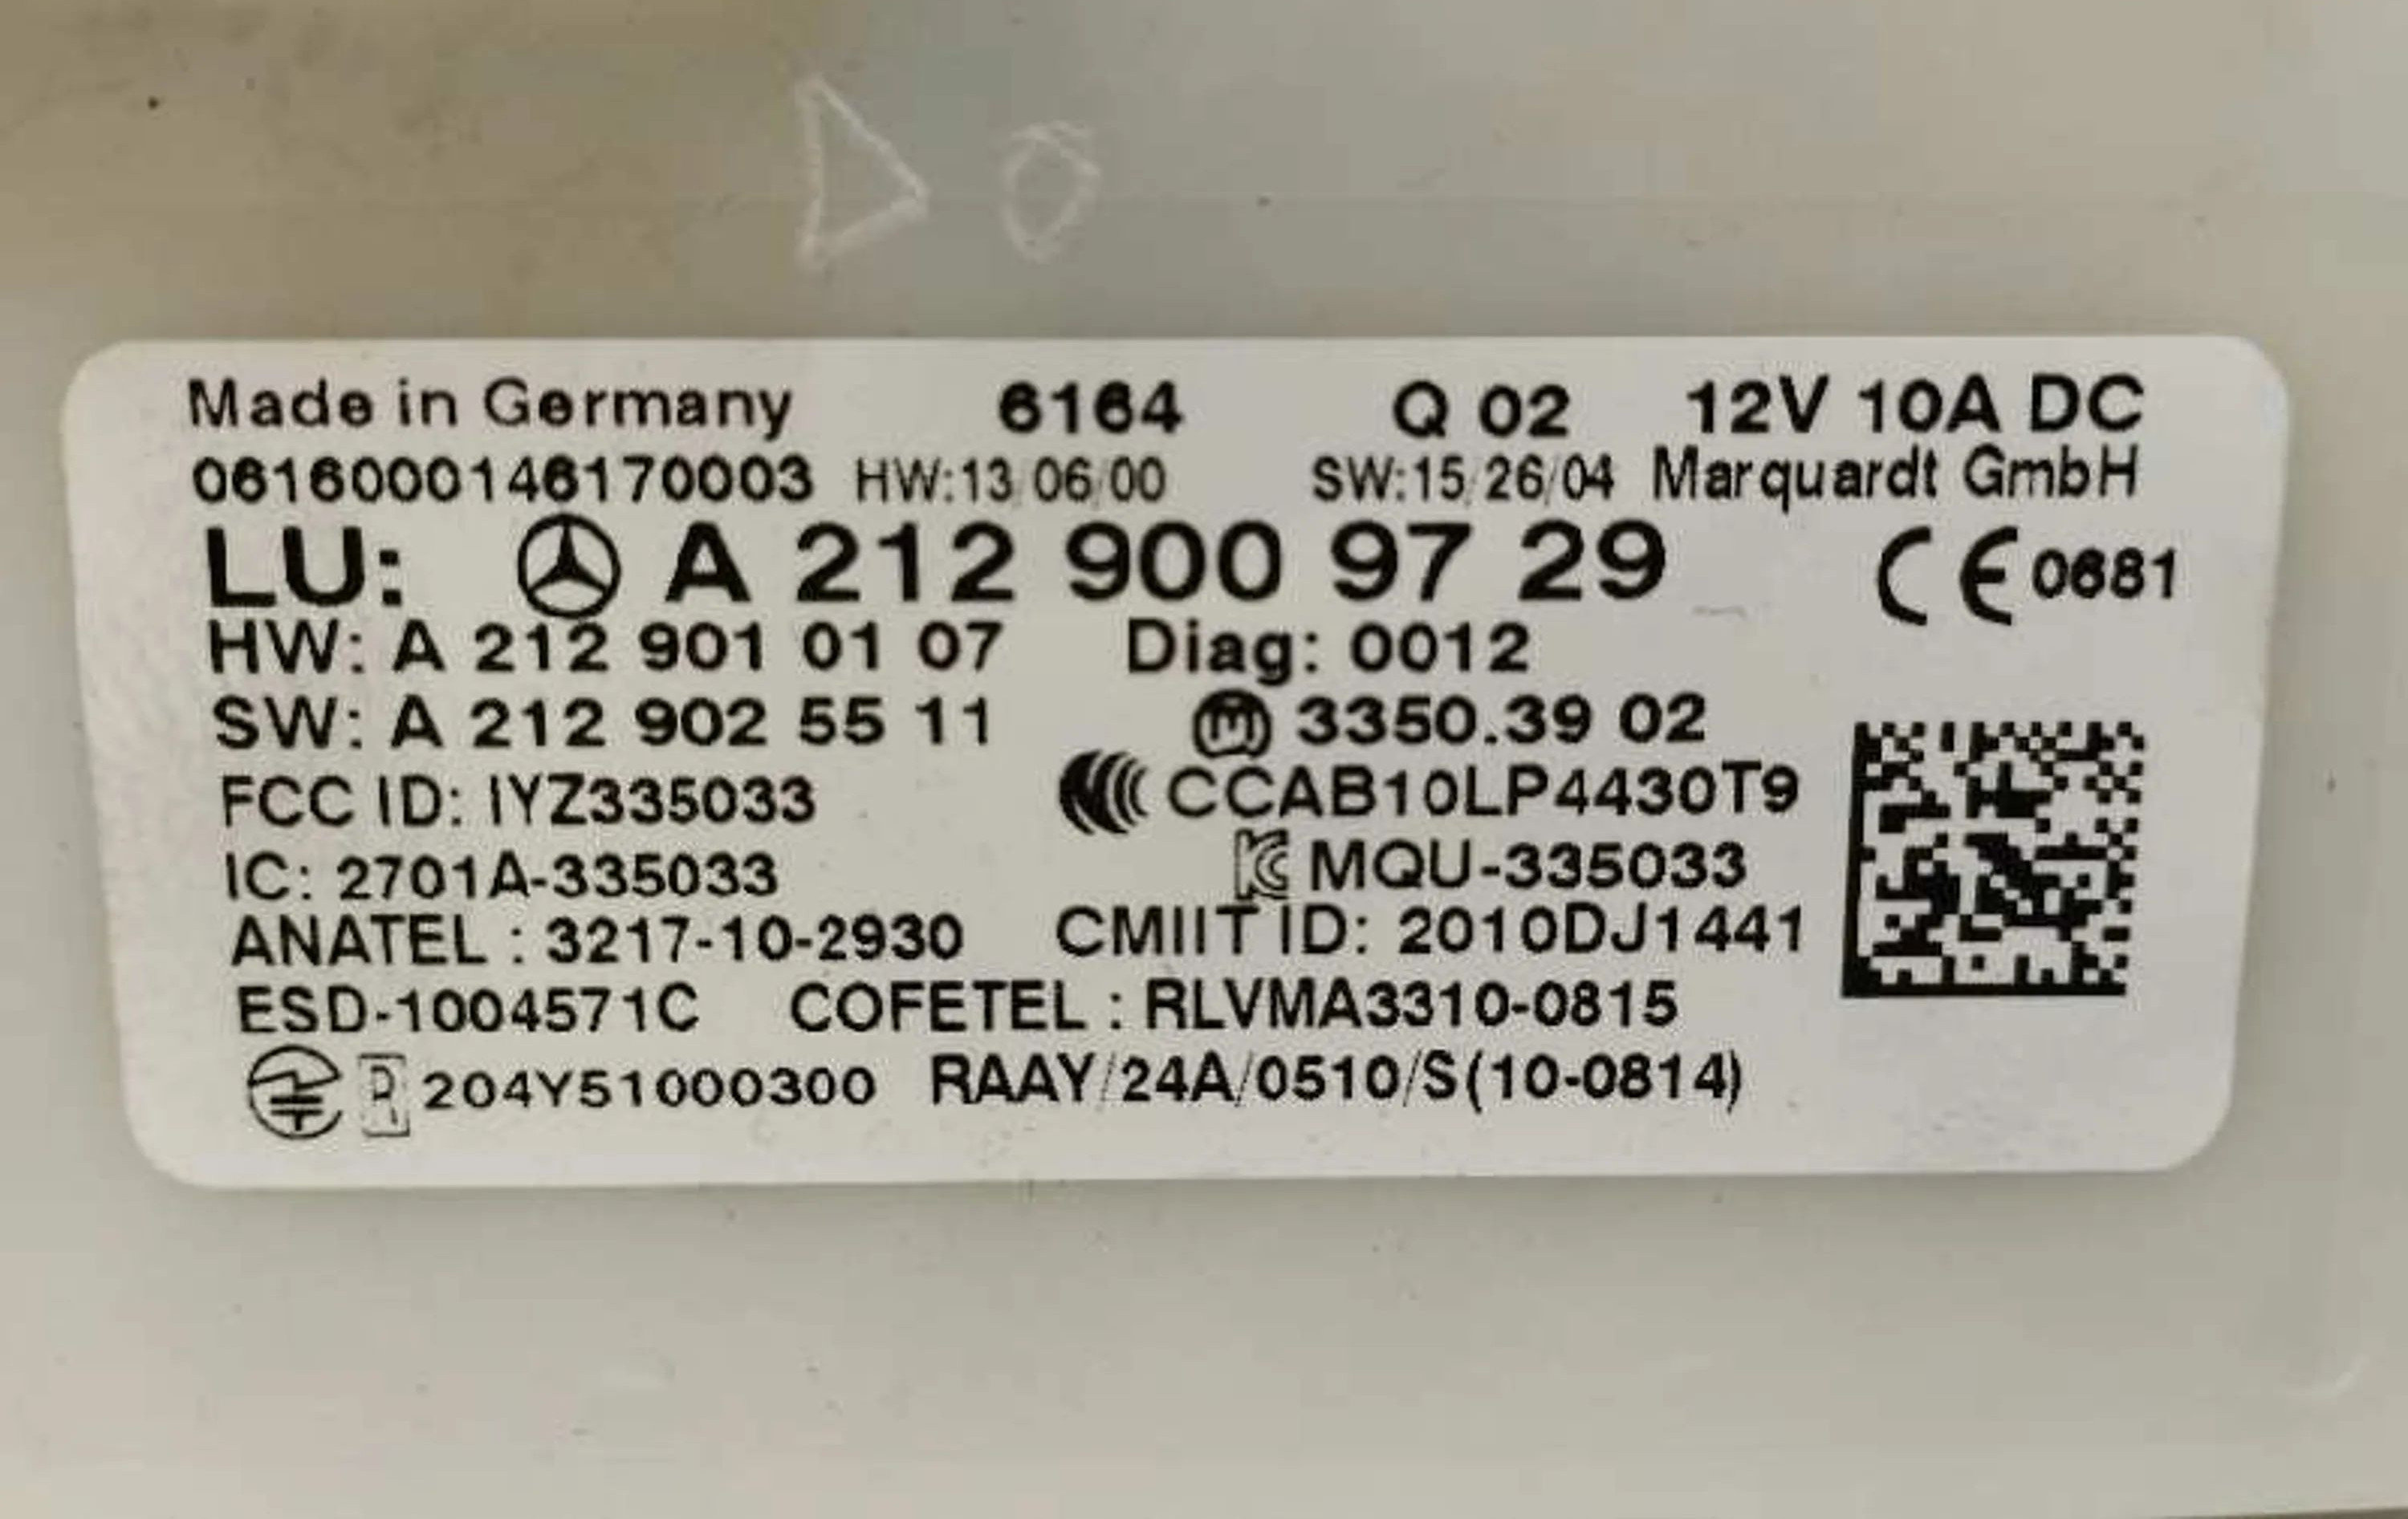 D O
Made in Germany 6164 Q 02 12V 10A DC
0616000146170003 HW:13/06/00 SW:15/26/04 Marquardt GmbH
LU: A 212 900 97 29 CE 0681
HW: A 212 901 01 07 Diag: 0012
SW: A 212 902 55 11 3350.39 02
FCC ID: IYZ335033 CCAB10LP4430T9
IC: 2701A-335033 MQU-335033
ANATEL : 3217-10-2930 CMIIT ID: 2010DJ1441
ESD-1004571C COFETEL : RLVMA3310-0815
R 204Y51000300 RAAY/24A/0510/S(10-0814)